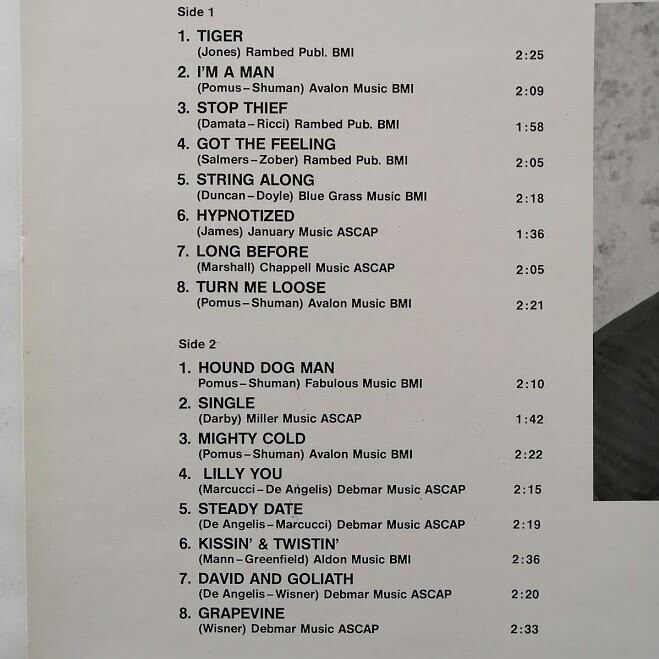 Side 1
1. TIGER
(Jones) Rambed Publ. BMI 2:25
2. I'M A MAN
(Pomus–Shuman) Avalon Music BMI 2:09
3. STOP THIEF
(Damata–Ricci) Rambed Pub. BMI 1:58
4. GOT THE FEELING
(Salmers–Zober) Rambed Pub. BMI 2:05
5. STRING ALONG
(Duncan–Doyle) Blue Grass Music BMI 2:18
6. HYPNOTIZED
(James) January Music ASCAP 1:36
7. LONG BEFORE
(Marshall) Chappell Music ASCAP 2:05
8. TURN ME LOOSE
(Pomus–Shuman) Avalon Music BMI 2:21
Side 2
1. HOUND DOG MAN
Pomus–Shuman) Fabulous Music BMI 2:10
2. SINGLE
(Darby) Miller Music ASCAP 1:42
3. MIGHTY COLD
(Pomus–Shuman) Avalon Music BMI 2:22
4. LILLY YOU
(Marcucci–De Angelis) Debmar Music ASCAP 2:15
5. STEADY DATE
(De Angelis–Marcucci) Debmar Music ASCAP 2:19
6. KISSIN' & TWISTIN'
(Mann–Greenfield) Aldon Music BMI 2:36
7. DAVID AND GOLIATH
(De Angelis–Wisner) Debmar Music ASCAP 2:20
8. GRAPEVINE
(Wisner) Debmar Music ASCAP 2:33